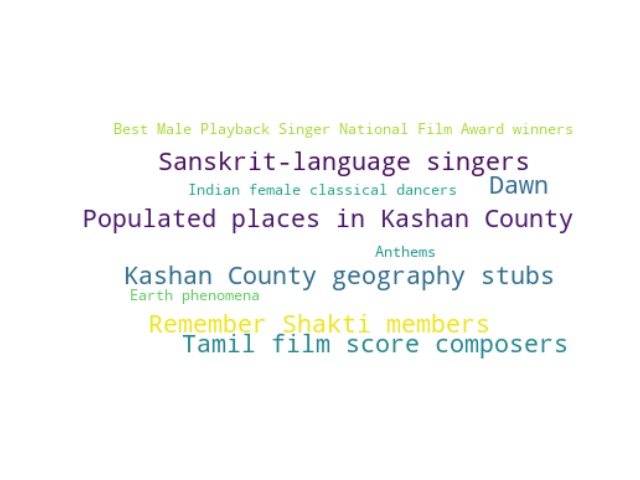 Best Male Playback Singer National Film Award winners
Sanskrit-language singers
Dawn
Indian female classical dancers
Populated places in Kashan County
Anthems
Kashan County geography stubs
Earth phenomena
Remember Shakti members
Tamil film score composers